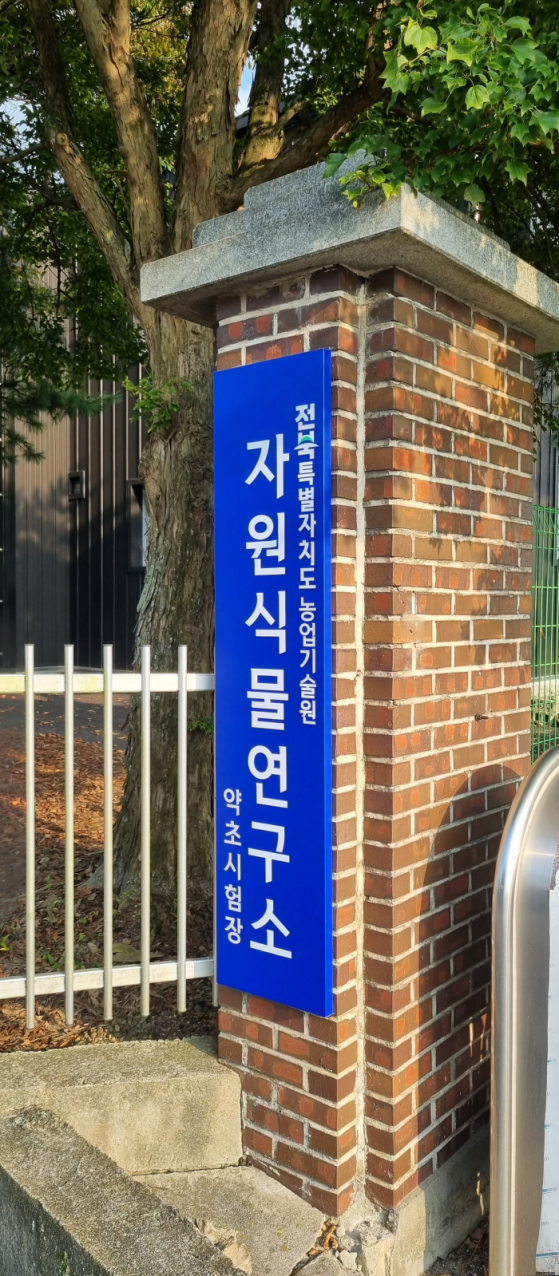 전북특별자치도 농업기술원
자원식물연구소
약초시험장